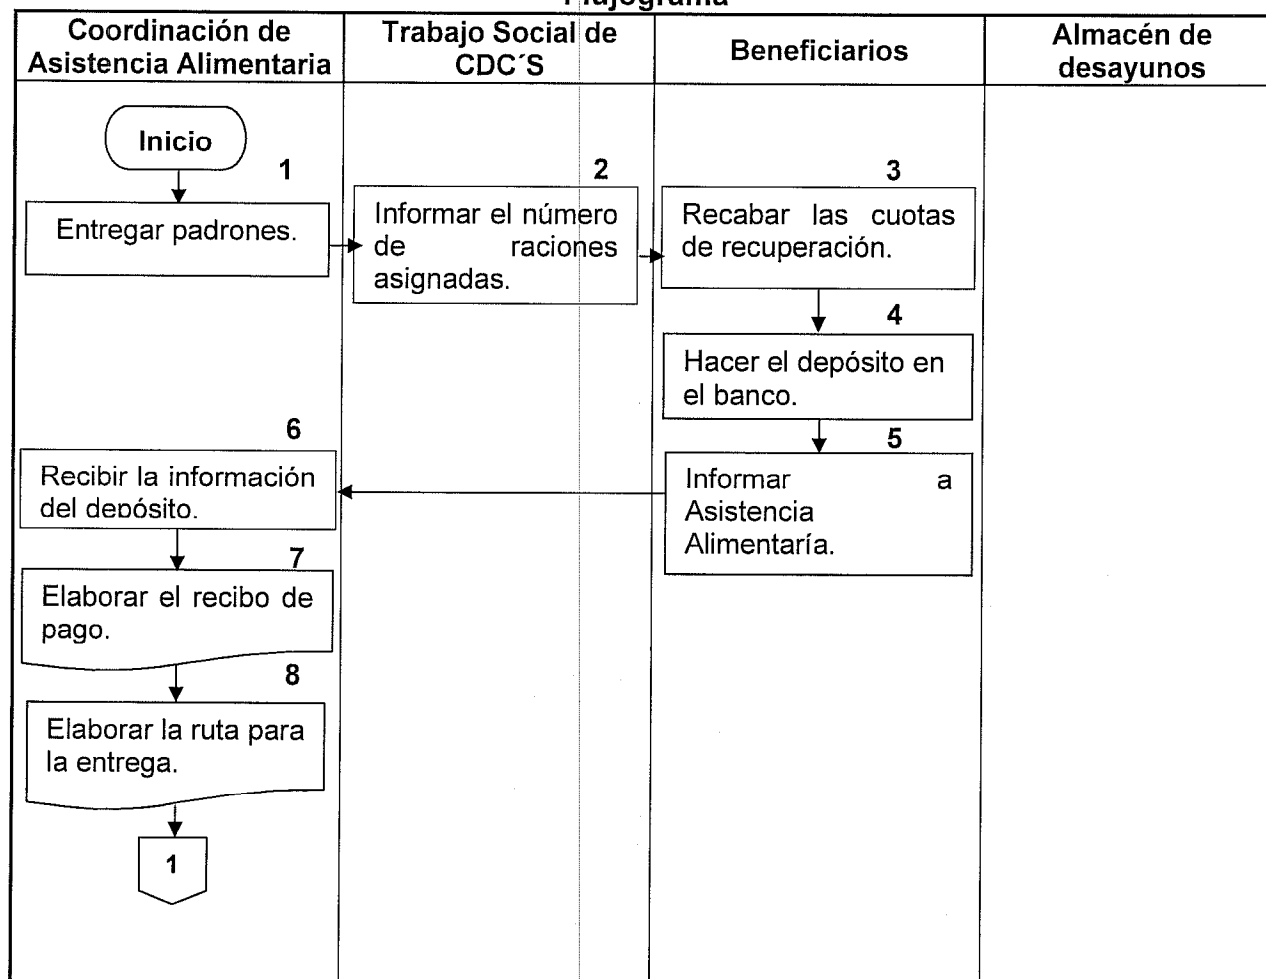 Flujograma
Coordinación de
Asistencia Alimentaria
Trabajo Social de
CDC´S
Beneficiarios
Almacén de
desayunos
Inicio
1
Entregar padrones.
2
Informar el número
de raciones
asignadas.
3
Recabar las cuotas
de recuperación.
4
Hacer el depósito en
el banco.
5
Informar a
Asistencia
Alimentaría.
6
Recibir la información
del depósito.
7
Elaborar el recibo de
pago.
8
Elaborar la ruta para
la entrega.
1